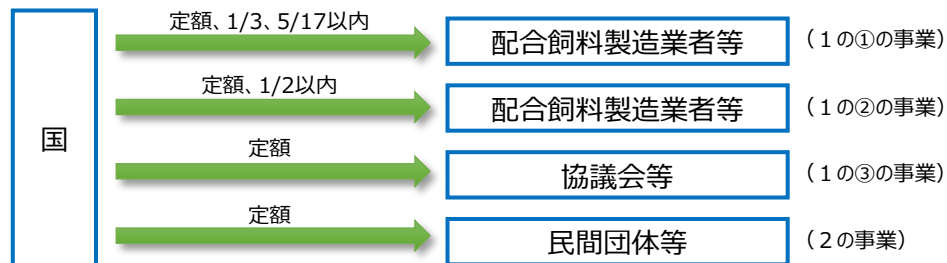 定額、1/3、5/17以内
配合飼料製造業者等
（１の①の事業）
定額、1/2以内
配合飼料製造業者等
（１の②の事業）
国
定額
協議会等
（１の③の事業）
定額
民間団体等
（２の事業）